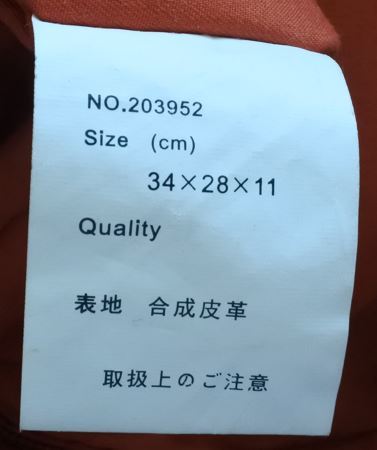 NO.203952
Size (cm)
34×28×11
Quality
表地 合成皮革
取扱上のご注意